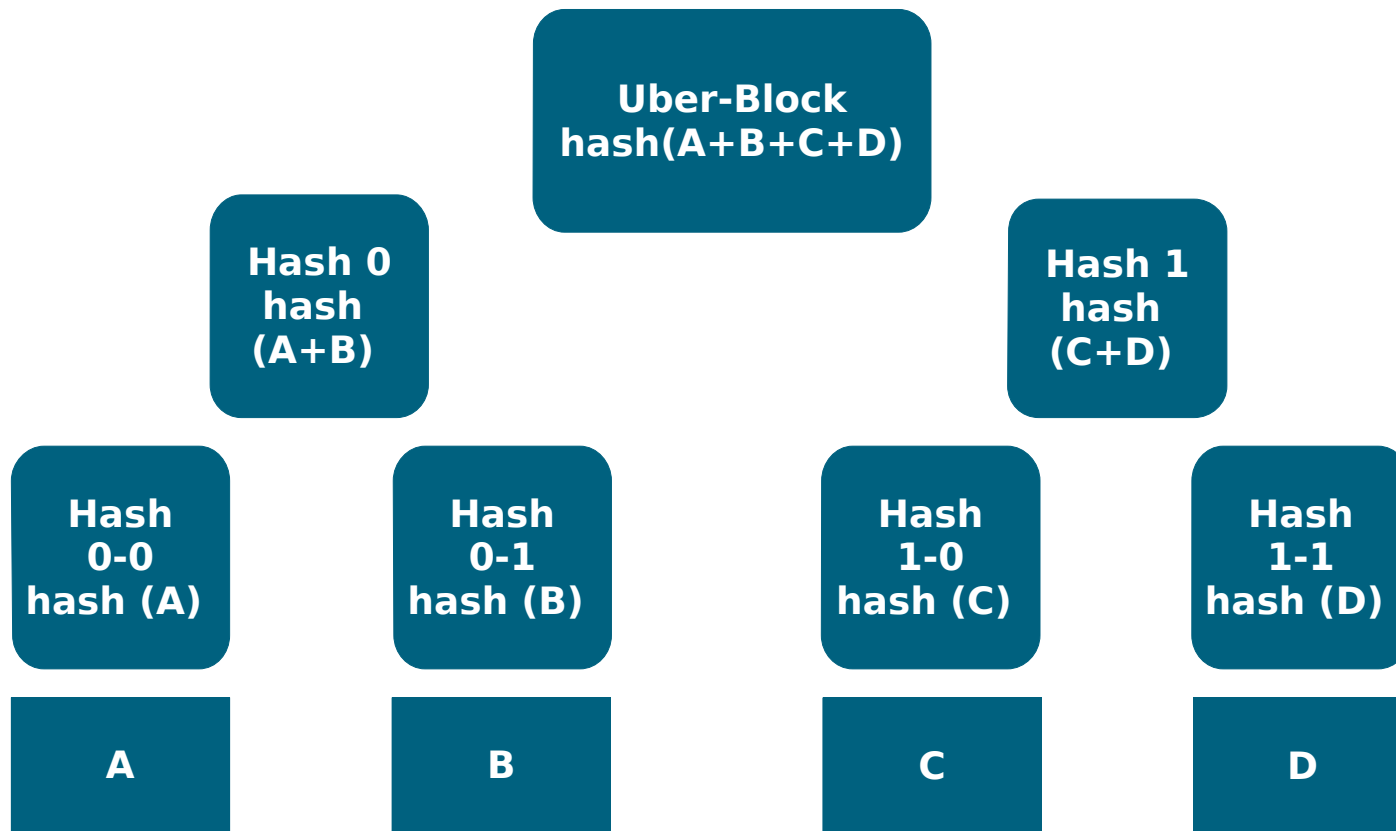 Uber-Block
hash(A+B+C+D)
Hash 0
hash
(A+B)
Hash 1
hash
(C+D)
Hash
0-0
hash (A)
Hash
0-1
hash (B)
Hash
1-0
hash (C)
Hash
1-1
hash (D)
A
B
C
D